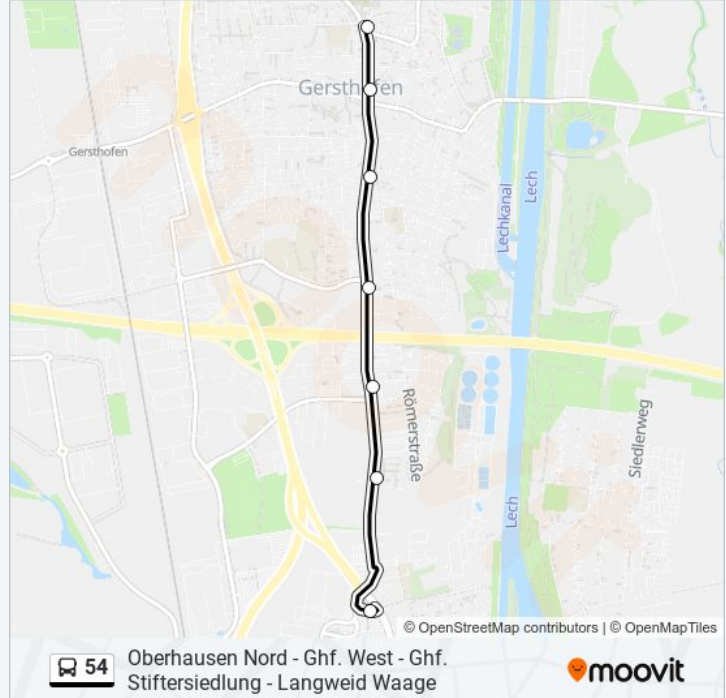 Gersthofen
Gersthofen
Lechkanal
Lech
Römerstraße
Siedlerweg
Lech
© OpenStreetMap contributors | © OpenMapTiles
54
Oberhausen Nord - Ghf. West - Ghf.
Stiftersiedlung - Langweid Waage
moovit